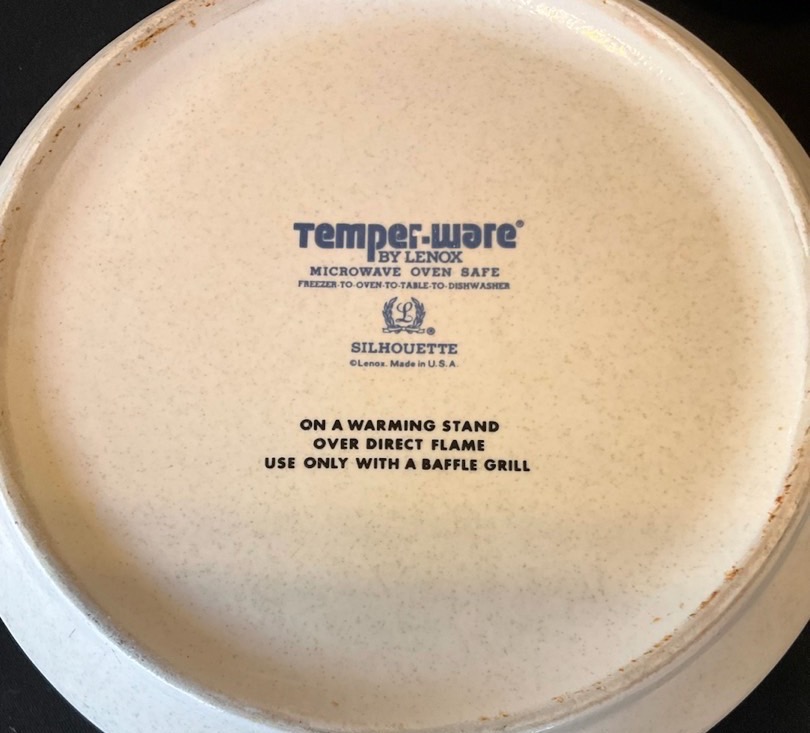 Temper-ware®
BY LENOX
MICROWAVE OVEN SAFE
FREEZER-TO-OVEN-TO-TABLE-TO-DISHWASHER
L®
SILHOUETTE
©Lenox. Made in U.S.A.
ON A WARMING STAND
OVER DIRECT FLAME
USE ONLY WITH A BAFFLE GRILL